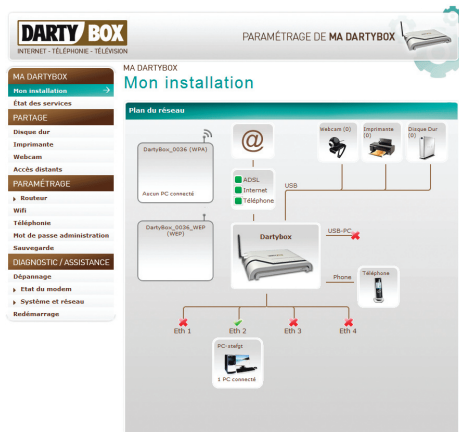 DARTY BOX
INTERNET - TÉLÉPHONIE - TÉLÉVISION
PARAMÉTRAGE DE MA DARTYBOX
MA DARTYBOX
Mon installation
État des services
PARTAGE
Disque dur
Imprimante
Webcam
Accès distants
PARAMÉTRAGE
Routeur
Wifi
Téléphonie
Mot de passe administration
Sauvegarde
DIAGNOSTIC / ASSISTANCE
Dépannage
Etat du modem
Système et réseau
Redémarrage
MA DARTYBOX
Mon installation
Plan du réseau
DartyBox_0036 (WPA)
Aucun PC connecté
DartyBox_0036_WEP
(WEP)
@
ADSL
Internet
Téléphone
Webcam (0)
Imprimante
(0)
Disque Dur
(0)
USB
Dartybox
USB-PC
Phone
Téléphone
Eth 1
Eth 2
Eth 3
Eth 4
PC-stefgt
1 PC connecté